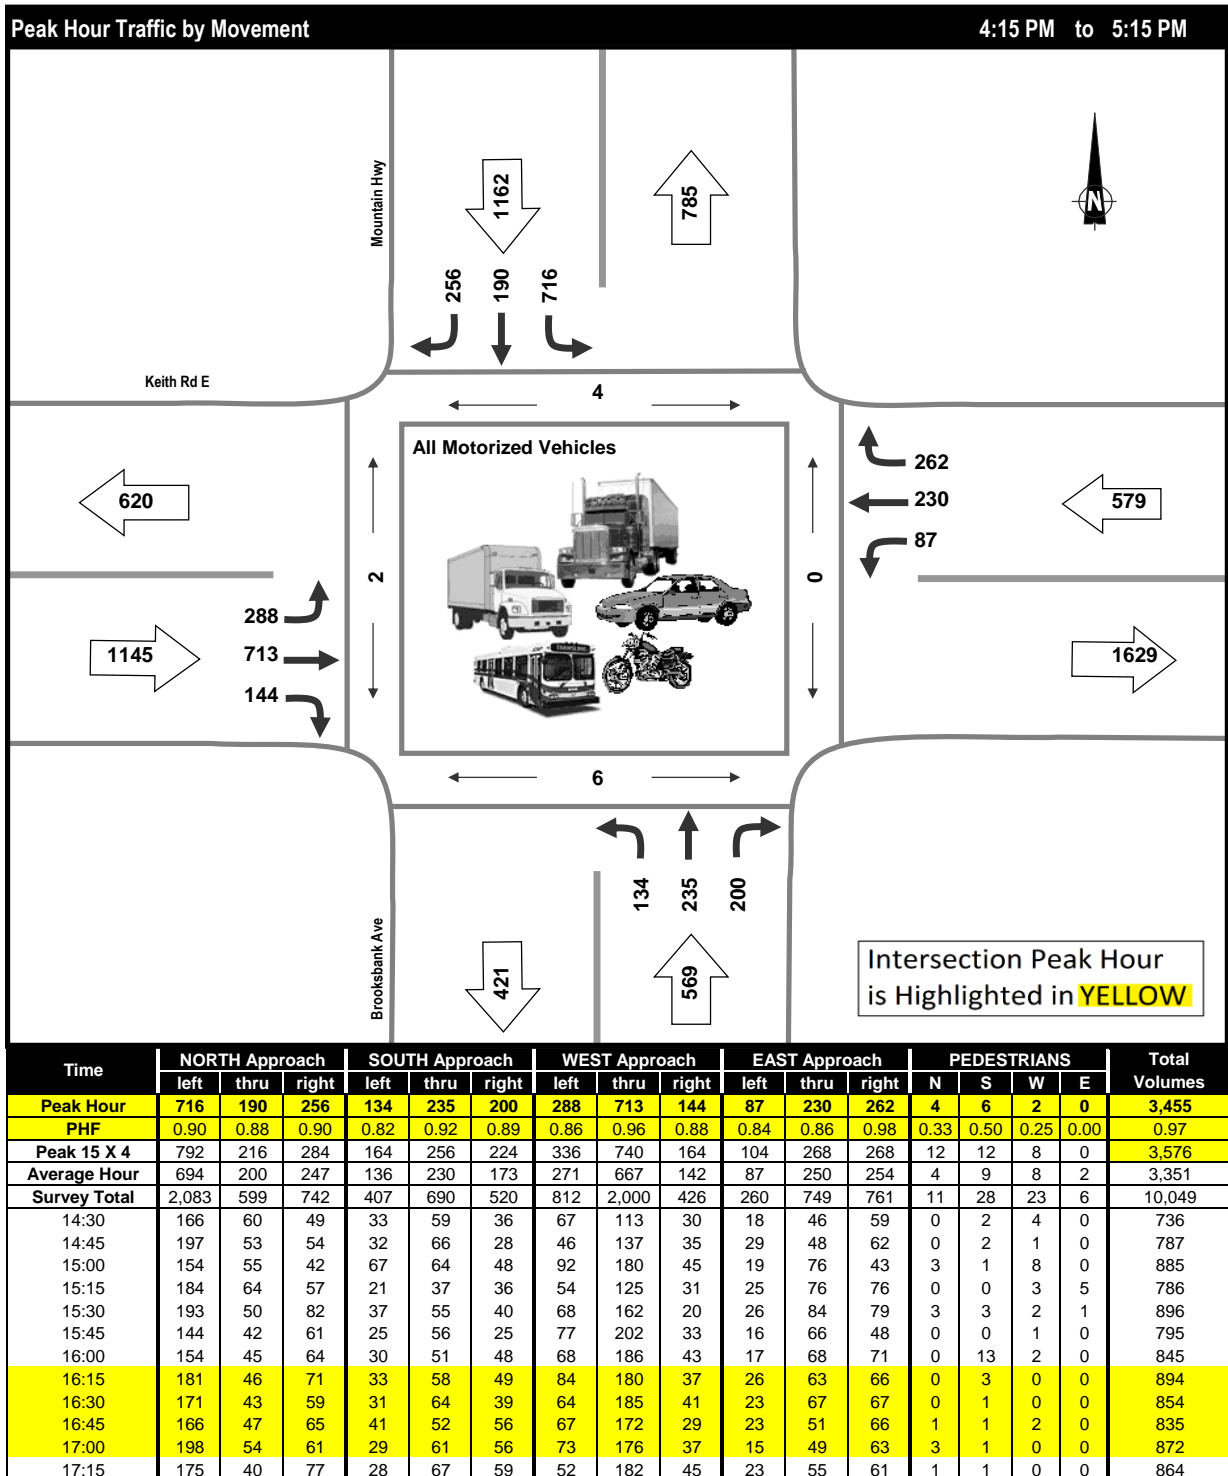 Peak Hour Traffic by Movement 4:15 PM to 5:15 PM
Mountain Hwy
1162
785
256 190 716
Keith Rd E
4
All Motorized Vehicles
262
620
230
579
87
2
0
288
1145
713
1629
144
6
134 235 200
Brooksbank Ave
421
569
Intersection Peak Hour
is Highlighted in YELLOW
Time NORTH Approach SOUTH Approach WEST Approach EAST Approach PEDESTRIANS Total
left thru right left thru right left thru right left thru right N S W E Volumes
Peak Hour 716 190 256 134 235 200 288 713 144 87 230 262 4 6 2 0 3,455
PHF 0.90 0.88 0.90 0.82 0.92 0.89 0.86 0.96 0.88 0.84 0.86 0.98 0.33 0.50 0.25 0.00 0.97
Peak 15 X 4 792 216 284 164 256 224 336 740 164 104 268 268 12 12 8 0 3,576
Average Hour 694 200 247 136 230 173 271 667 142 87 250 254 4 9 8 2 3,351
Survey Total 2,083 599 742 407 690 520 812 2,000 426 260 749 761 11 28 23 6 10,049
14:30 166 60 49 33 59 36 67 113 30 18 46 59 0 2 4 0 736
14:45 197 53 54 32 66 28 46 137 35 29 48 62 0 2 1 0 787
15:00 154 55 42 67 64 48 92 180 45 19 76 43 3 1 8 0 885
15:15 184 64 57 21 37 36 54 125 31 25 76 76 0 0 3 5 786
15:30 193 50 82 37 55 40 68 162 20 26 84 79 3 3 2 1 896
15:45 144 42 61 25 56 25 77 202 33 16 66 48 0 0 1 0 795
16:00 154 45 64 30 51 48 68 186 43 17 68 71 0 13 2 0 845
16:15 181 46 71 33 58 49 84 180 37 26 63 66 0 3 0 0 894
16:30 171 43 59 31 64 39 64 185 41 23 67 67 0 1 0 0 854
16:45 166 47 65 41 52 56 67 172 29 23 51 66 1 1 2 0 835
17:00 198 54 61 29 61 56 73 176 37 15 49 63 3 1 0 0 872
17:15 175 40 77 28 67 59 52 182 45 23 55 61 1 1 0 0 864
N